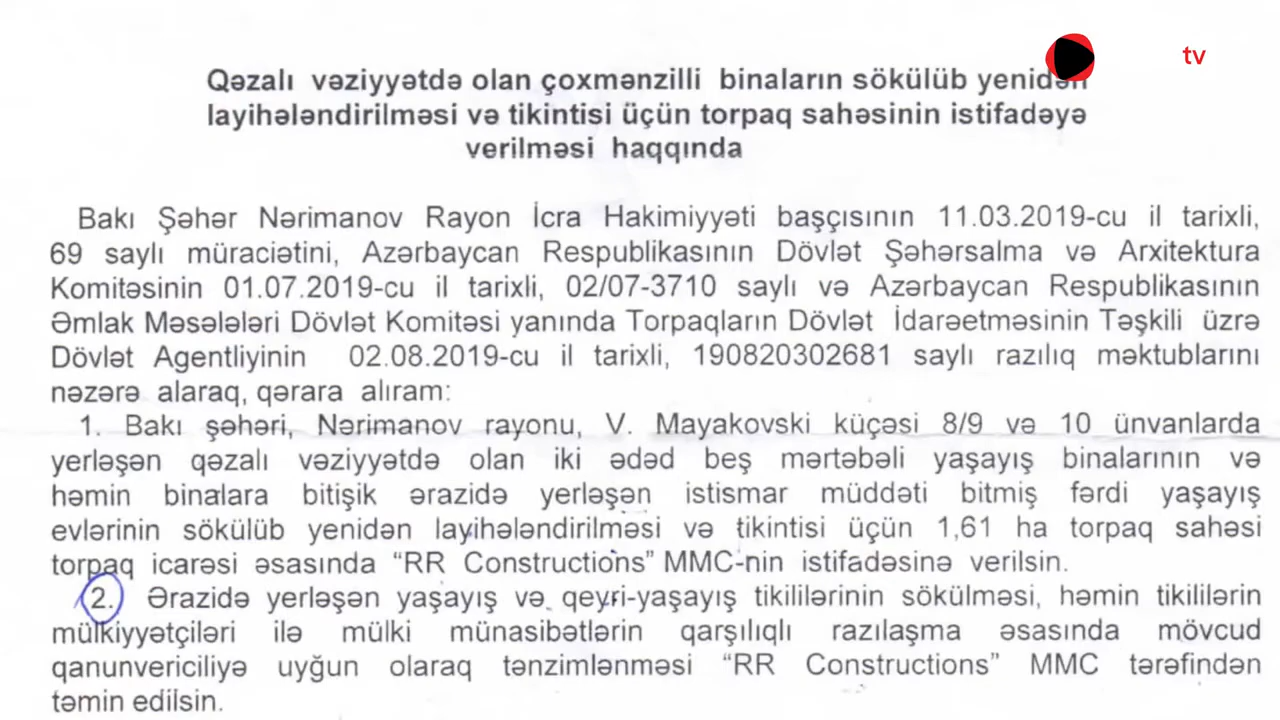 tv
Qəzalı vəziyyətdə olan çoxmənzilli binaların sökülüb yenidən
layihələndirilməsi və tikintisi üçün torpaq sahəsinin istifadəyə
verilməsi haqqında
Bakı Şəhər Nərimanov Rayon İcra Hakimiyyəti başçısının 11.03.2019-cu il tarixli,
69 saylı müraciətini, Azərbaycan Respublikasının Dövlət Şəhərsalma və Arxitektura
Komitəsinin 01.07.2019-cu il tarixli, 02/07-3710 saylı və Azərbaycan Respublikasının
Əmlak Məsələləri Dövlət Komitəsi yanında Torpaqların Dövlət İdarəetməsinin Təşkili üzrə
Dövlət Agentliyinin 02.08.2019-cu il tarixli, 190820302681 saylı razılıq məktublarını
nəzərə alaraq, qərara alıram:
1. Bakı şəhəri, Nərimanov rayonu, V. Mayakovski küçəsi 8/9 və 10 ünvanlarda
yerləşən qəzalı vəziyyətdə olan iki ədəd beş mərtəbəli yaşayış binalarının və
həmin binalara bitişik ərazidə yerləşən istismar müddəti bitmiş fərdi yaşayış
evlərinin sökülüb yenidən layihələndirilməsi və tikintisi üçün 1,61 ha torpaq sahəsi
torpaq icarəsi əsasında “RR Constructions” MMC-nin istifadəsinə verilsin.
2. Ərazidə yerləşən yaşayış və qeyri-yaşayış tikililərinin sökülməsi, həmin tikililərin
mülkiyyətçiləri ilə mülki münasibətlərin qarşılıqlı razılaşma əsasında mövcud
qanunvericiliyə uyğun olaraq tənzimlənməsi “RR Constructions” MMC tərəfindən
təmin edilsin.